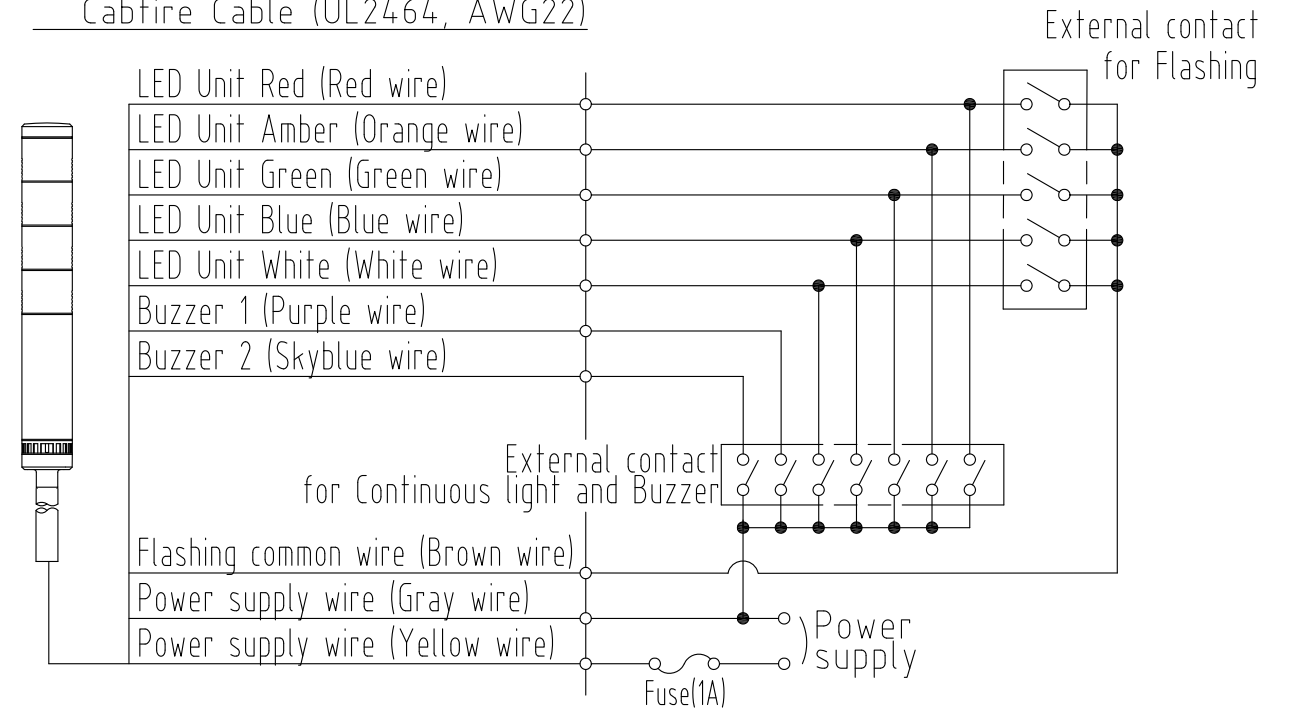 Cabtire Cable (UL2464, AWG22)
External contact
for Flashing
LED Unit Red (Red wire)
LED Unit Amber (Orange wire)
LED Unit Green (Green wire)
LED Unit Blue (Blue wire)
LED Unit White (White wire)
Buzzer 1 (Purple wire)
Buzzer 2 (Skyblue wire)
External contact
for Continuous light and Buzzer
Flashing common wire (Brown wire)
Power supply wire (Gray wire)
Power supply wire (Yellow wire)
Power
supply
Fuse(1A)